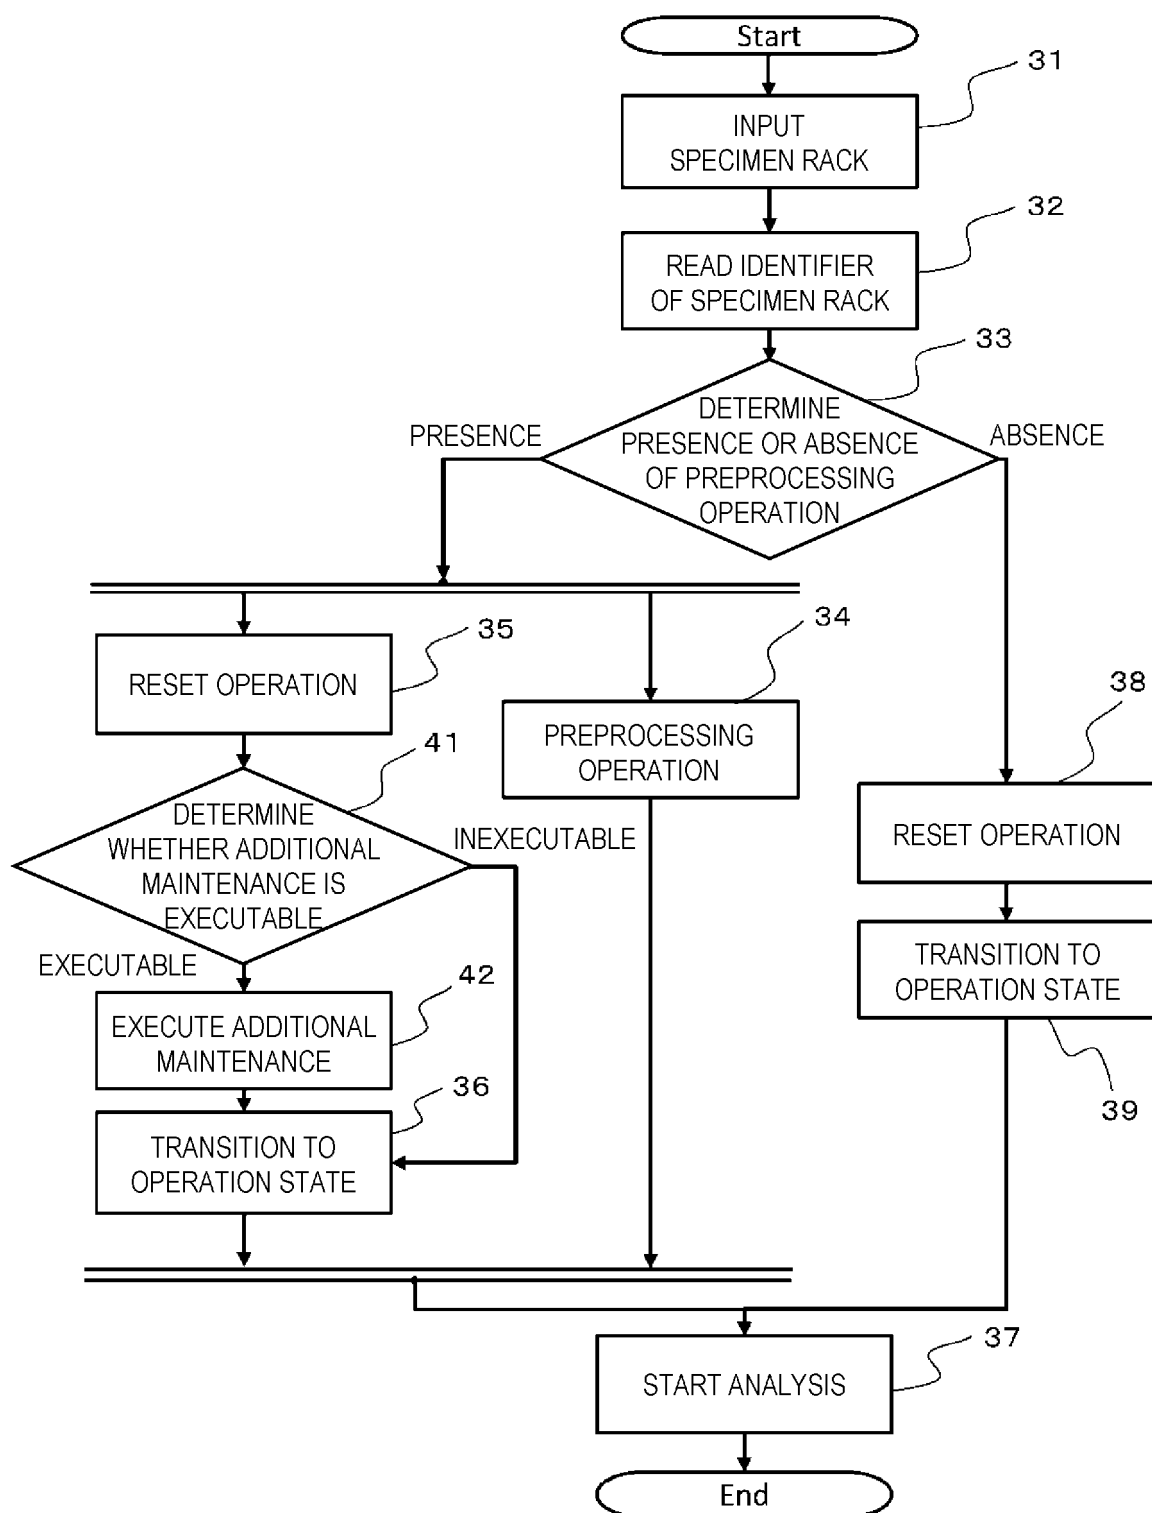 Start
31
INPUT
SPECIMEN RACK
32
READ IDENTIFIER
OF SPECIMEN RACK
33
DETERMINE
PRESENCE OR ABSENCE
OF PREPROCESSING
OPERATION
PRESENCE
ABSENCE
35
RESET OPERATION
34
PREPROCESSING
OPERATION
38
RESET OPERATION
41
DETERMINE
WHETHER ADDITIONAL
MAINTENANCE IS
EXECUTABLE
INEXECUTABLE
EXECUTABLE
TRANSITION TO
OPERATION STATE
39
42
EXECUTE ADDITIONAL
MAINTENANCE
36
TRANSITION TO
OPERATION STATE
37
START ANALYSIS
End